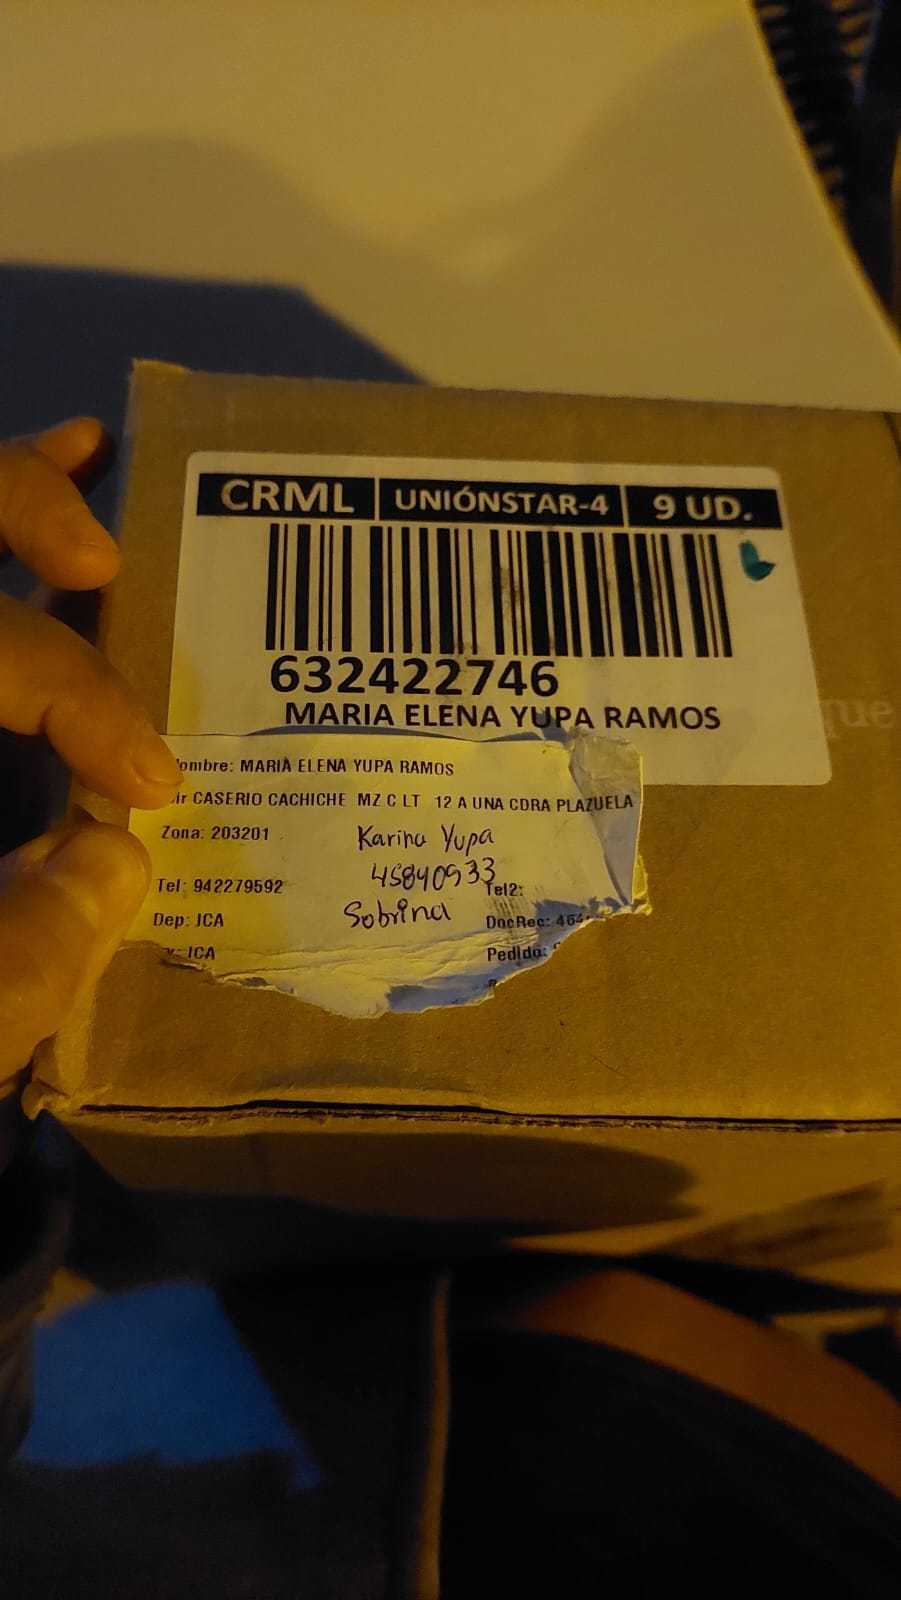 CRML UNIÓNSTAR-4 9 UD.
632422746
MARIA ELENA YUPA RAMOS
ombre: MARIA ELENA YUPA RAMOS
ir CASERIO CACHICHE MZ C LT 12 A UNA CDRA PLAZUELA
Zona: 203201
Karina Yupa
45840933
Tel: 942279592
Tel2:
Sobrina
Dep: ICA
DocRec: 464
ICA
Pedido:
que